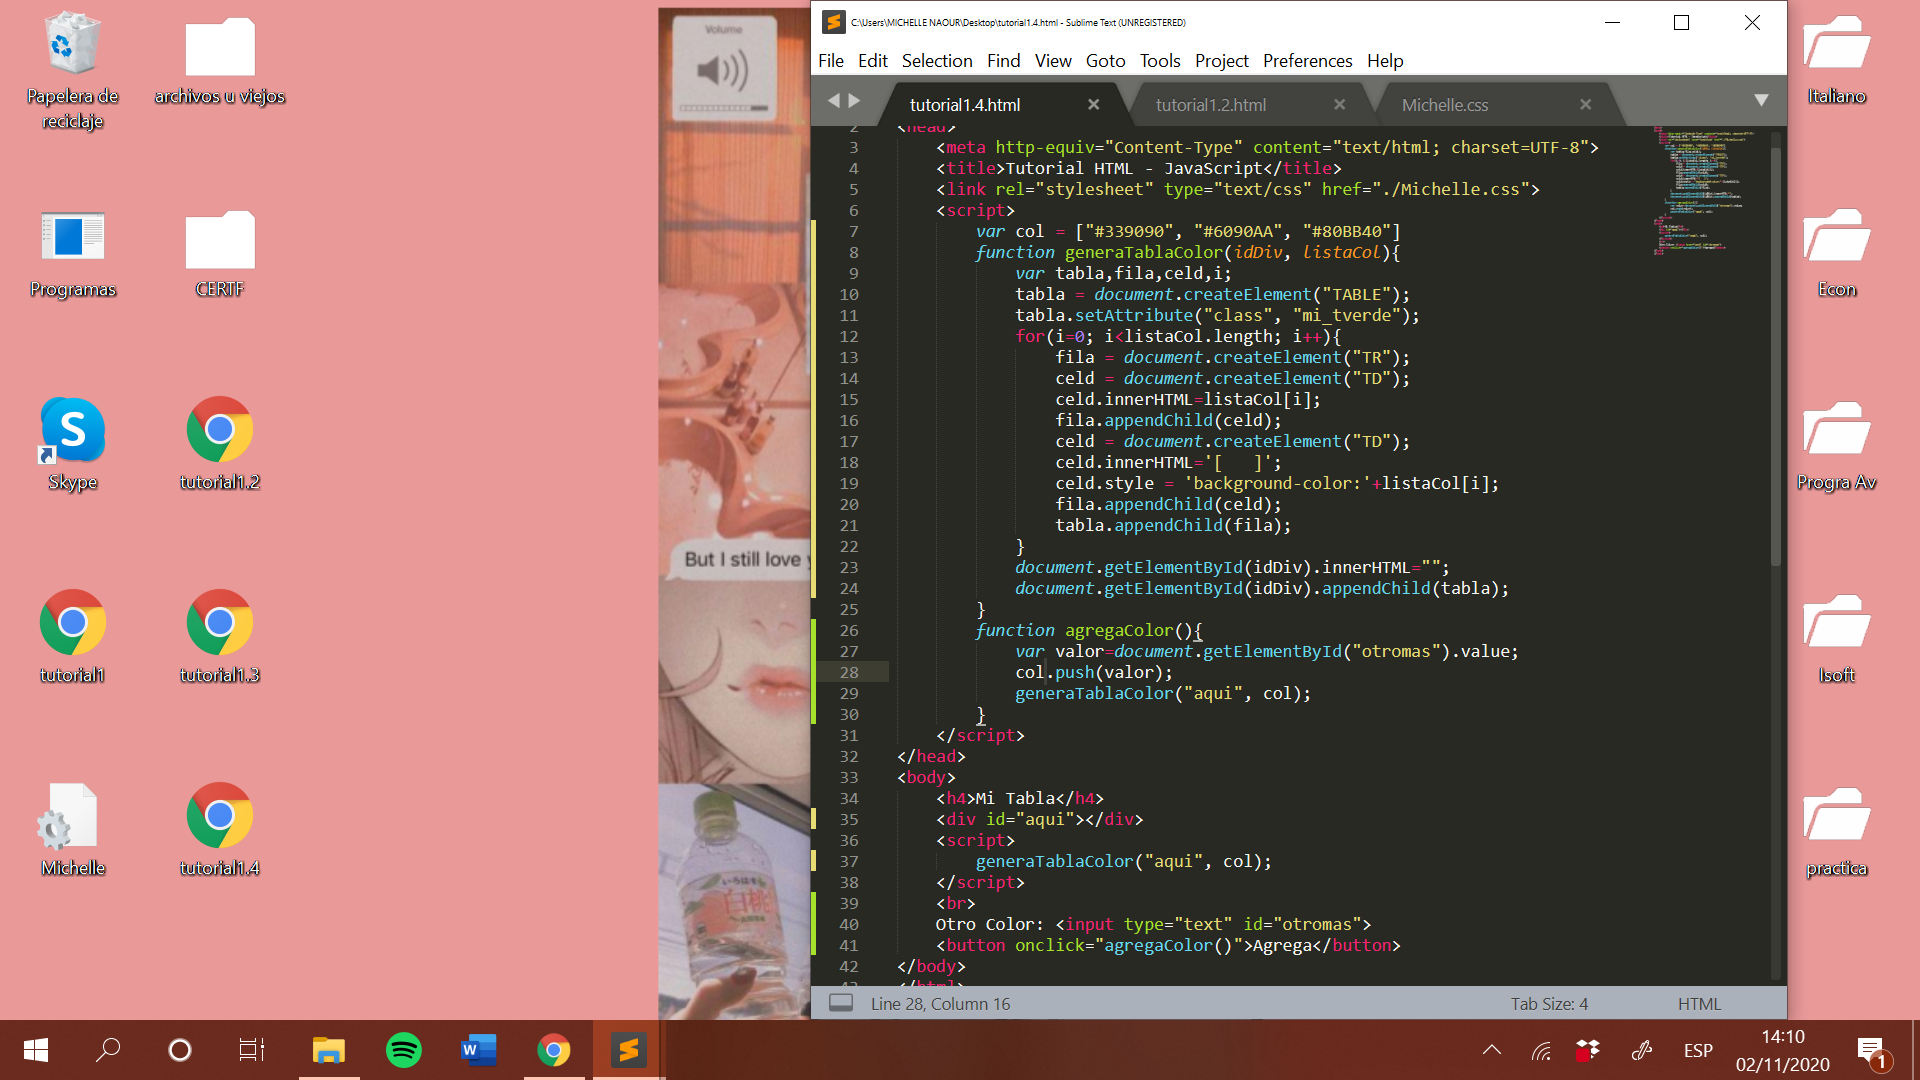 Papelera de
reciclaje
archivos u viejos
Programas
CERTF
Skype
tutorial1.2
tutorial1
tutorial1.3
Michelle
tutorial1.4
Volume
But I still love
C:\Users\MICHELLE NAOUR\Desktop\tutorial1.4.html - Sublime Text (UNREGISTERED)
File Edit Selection Find View Goto Tools Project Preferences Help
tutorial1.4.html
tutorial1.2.html
Michelle.css
2 <head>
3 <meta http-equiv="Content-Type" content="text/html; charset=UTF-8">
4 <title>Tutorial HTML - JavaScript</title>
5 <link rel="stylesheet" type="text/css" href="./Michelle.css">
6 <script>
7 var col = ["#339090", "#6090AA", "#80BB40"]
8 function generaTablaColor(idDiv, listaCol){
9 var tabla,fila,celd,i;
10 tabla = document.createElement("TABLE");
11 tabla.setAttribute("class", "mi_tverde");
12 for(i=0; i<listaCol.length; i++){
13 fila = document.createElement("TR");
14 celd = document.createElement("TD");
15 celd.innerHTML=listaCol[i];
16 fila.appendChild(celd);
17 celd = document.createElement("TD");
18 celd.innerHTML='[   ]';
19 celd.style = 'background-color:'+listaCol[i];
20 fila.appendChild(celd);
21 tabla.appendChild(fila);
22 }
23 document.getElementById(idDiv).innerHTML="";
24 document.getElementById(idDiv).appendChild(tabla);
25 }
26 function agregaColor(){
27 var valor=document.getElementById("otromas").value;
28 col.push(valor);
29 generaTablaColor("aqui", col);
30 }
31 </script>
32 </head>
33 <body>
34 <h4>Mi Tabla</h4>
35 <div id="aqui"></div>
36 <script>
37 generaTablaColor("aqui", col);
38 </script>
39 <br>
40 Otro Color: <input type="text" id="otromas">
41 <button onclick="agregaColor()">Agrega</button>
42 </body>
43 </html>
Line 28, Column 16
Tab Size: 4
HTML
Italiano
Econ
Progra Av
Isoft
practica
いろはす
白桃
ESP
14:10
02/11/2020
1